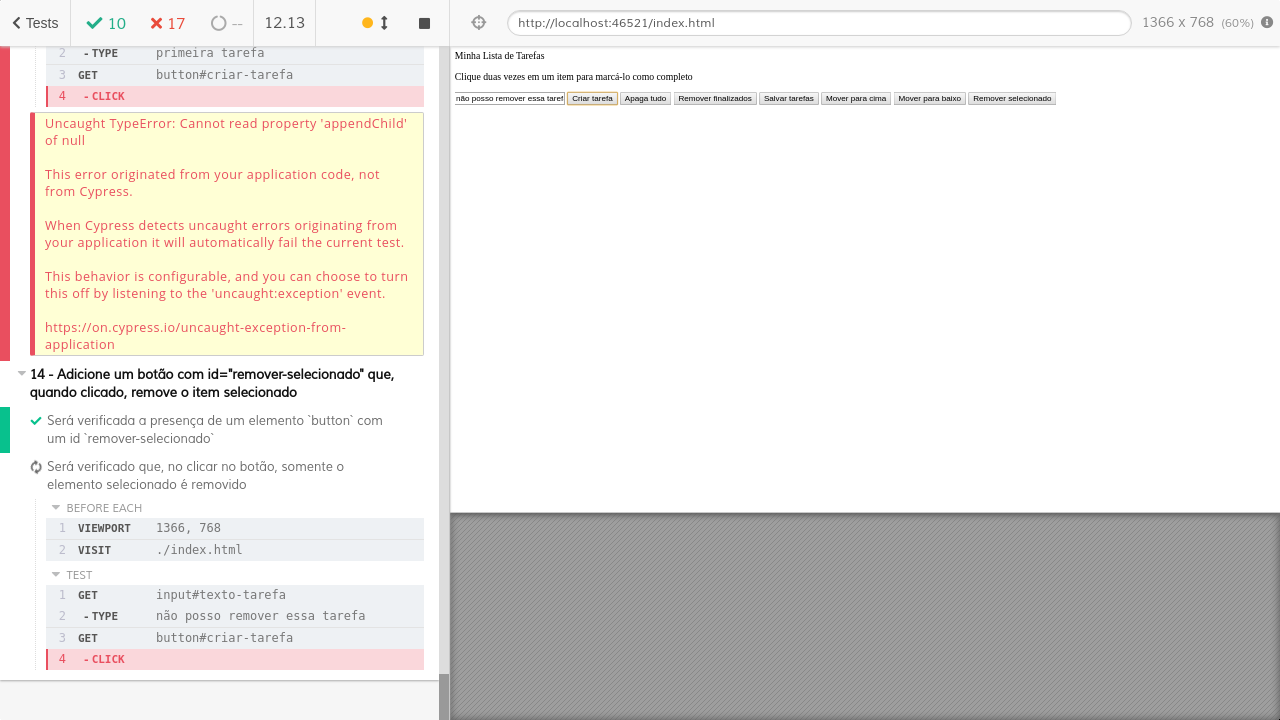 Tests
10
17
--
12.13
http://localhost:46521/index.html
1366 x 768 (60%)
2 - TYPE primeira tarefa
3 GET button#criar-tarefa
4 - CLICK
Uncaught TypeError: Cannot read property 'appendChild'
of null
This error originated from your application code, not
from Cypress.
When Cypress detects uncaught errors originating from
your application it will automatically fail the current test.
This behavior is configurable, and you can choose to turn
this off by listening to the 'uncaught:exception' event.
https://on.cypress.io/uncaught-exception-from-
application
14 - Adicione um botão com id="remover-selecionado" que,
quando clicado, remove o item selecionado
Será verificada a presença de um elemento `button` com
um id `remover-selecionado`
Será verificado que, no clicar no botão, somente o
elemento selecionado é removido
BEFORE EACH
1 VIEWPORT 1366, 768
2 VISIT ./index.html
TEST
1 GET input#texto-tarefa
2 - TYPE não posso remover essa tarefa
3 GET button#criar-tarefa
4 - CLICK
Minha Lista de Tarefas
Clique duas vezes em um item para marcá-lo como completo
não posso remover essa taref Criar tarefa Apaga tudo Remover finalizados Salvar tarefas Mover para cima Mover para baixo Remover selecionado